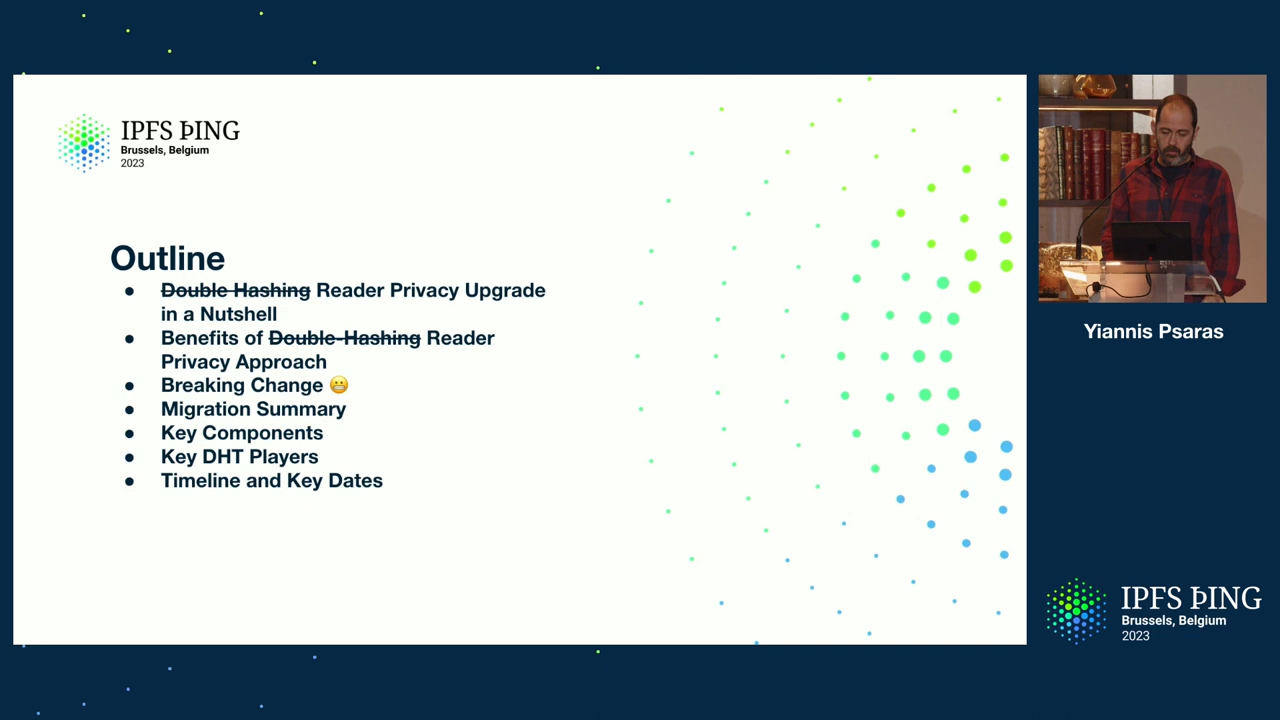 IPFS ÞING
Brussels, Belgium
2023
Outline
● Double Hashing Reader Privacy Upgrade
in a Nutshell
● Benefits of Double-Hashing Reader
Privacy Approach
● Breaking Change 😬
● Migration Summary
● Key Components
● Key DHT Players
● Timeline and Key Dates
Yiannis Psaras
IPFS ÞING
Brussels, Belgium
2023